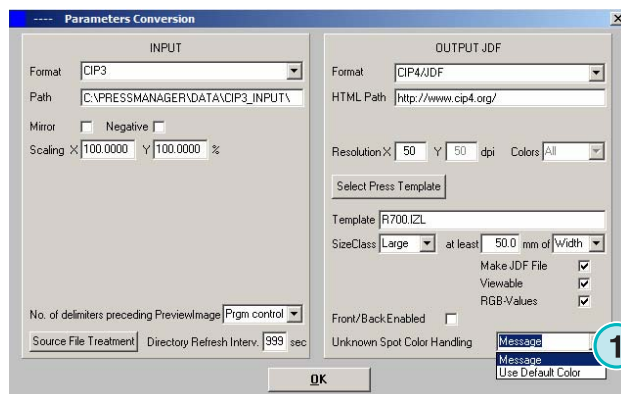 ---- Parameters Conversion
INPUT
Format CIP3
Path C:\PRESSMANAGER\DATA\CIP3_INPUT\
Mirror Negative
Scaling X 100.0000 Y 100.0000 %
No. of delimiters preceding PreviewImage Prgm control
Source File Treatment Directory Refresh Interv. 999 sec
OUTPUT JDF
Format CIP4/JDF
HTML Path http://www.cip4.org/
Resolution X 50 Y 50 dpi Colors All
Select Press Template
Template R700.IZL
SizeClass Large at least 50.0 mm of Width
Make JDF File
Viewable
RGB-Values
Front/Back Enabled
Unknown Spot Color Handling Message
Message
Use Default Color
1
OK